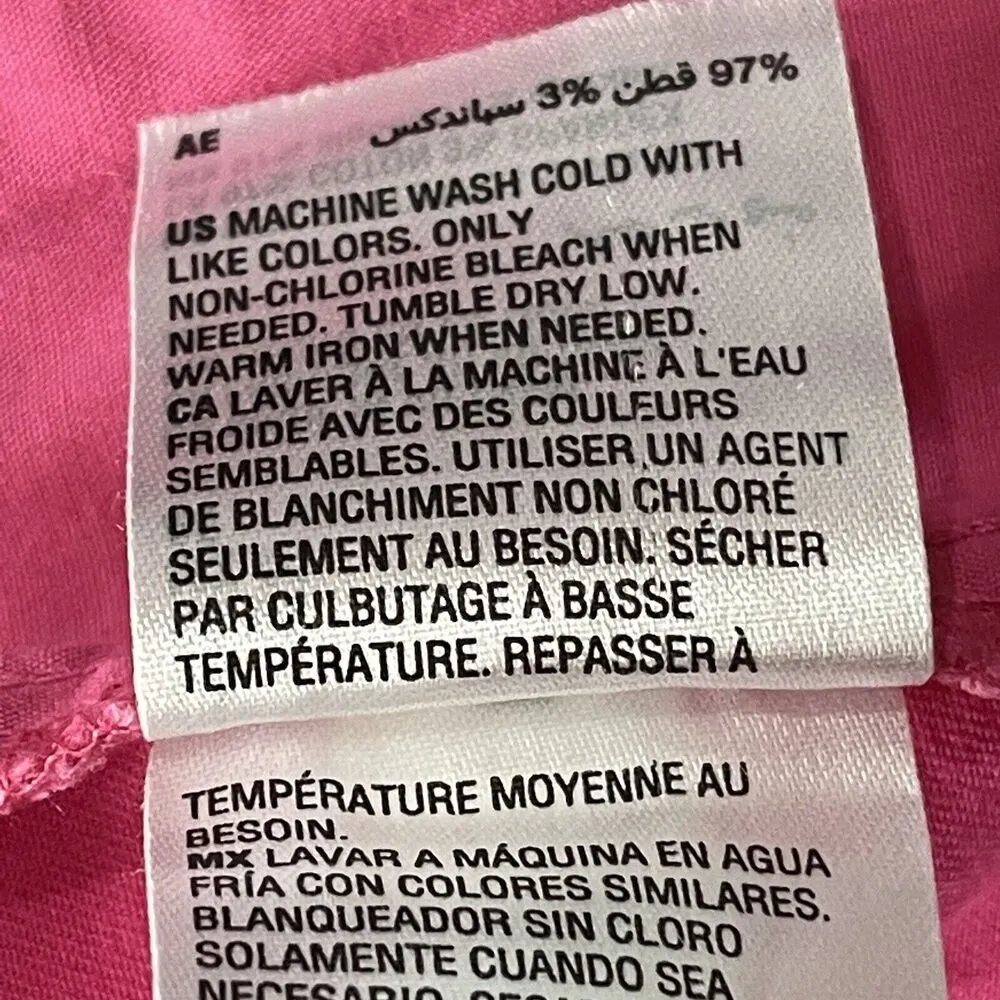 AE 97% قطن 3% سباندكس
US MACHINE WASH COLD WITH
LIKE COLORS. ONLY
NON-CHLORINE BLEACH WHEN
NEEDED. TUMBLE DRY LOW.
WARM IRON WHEN NEEDED.
CA LAVER À LA MACHINE À L'EAU
FROIDE AVEC DES COULEURS
SEMBLABLES. UTILISER UN AGENT
DE BLANCHIMENT NON CHLORÉ
SEULEMENT AU BESOIN. SÉCHER
PAR CULBUTAGE À BASSE
TEMPÉRATURE. REPASSER À
TEMPÉRATURE MOYENNE AU
BESOIN.
MX LAVAR A MÁQUINA EN AGUA
FRÍA CON COLORES SIMILARES.
BLANQUEADOR SIN CLORO
SOLAMENTE CUANDO SEA
NECESARIO.